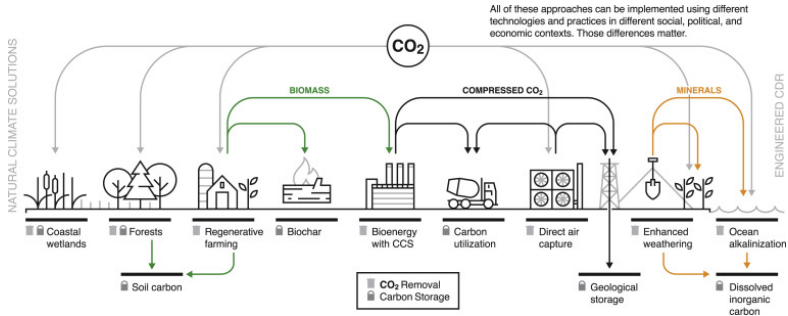 All of these approaches can be implemented using different
technologies and practices in different social, political, and
economic contexts. Those differences matter.
CO2
NATURAL CLIMATE SOLUTIONS
ENGINEERED CDR
BIOMASS
COMPRESSED CO2
MINERALS
Coastal
wetlands
Forests
Regenerative
farming
Biochar
Bioenergy
with CCS
Carbon
utilization
Direct air
capture
Enhanced
weathering
Ocean
alkalinization
Soil carbon
CO2 Removal
Carbon Storage
Geological
storage
Dissolved
inorganic
carbon